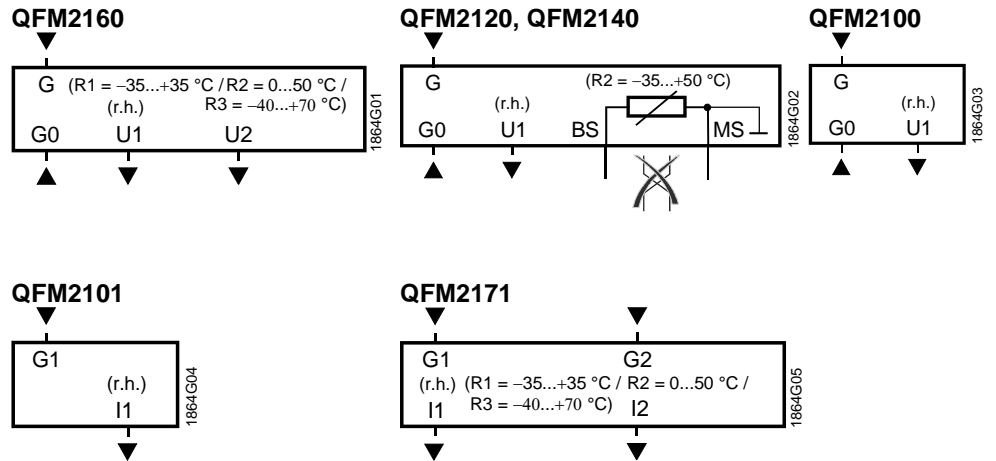 QFM2160
G (R1 = –35...+35 °C / R2 = 0...50 °C /
(r.h.) R3 = –40...+70 °C)
G0 U1 U2
1864G01
QFM2120, QFM2140
G (R2 = –35...+50 °C)
(r.h.)
G0 U1 BS MS
1864G02
QFM2100
G
(r.h.)
G0 U1
1864G03
QFM2101
G1
(r.h.)
I1
1864G04
QFM2171
G1 G2
(r.h.) (R1 = –35...+35 °C / R2 = 0...50 °C /
R3 = –40...+70 °C)
I1 I2
1864G05